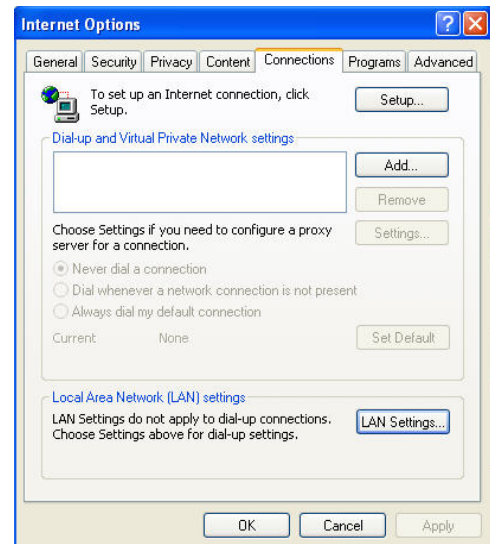 Internet Options
General Security Privacy Content Connections Programs Advanced
To set up an Internet connection, click
Setup.
Setup...
Dial-up and Virtual Private Network settings
Add...
Remove
Choose Settings if you need to configure a proxy
server for a connection.
Settings...
Never dial a connection
Dial whenever a network connection is not present
Always dial my default connection
Current None
Set Default
Local Area Network (LAN) settings
LAN Settings do not apply to dial-up connections.
Choose Settings above for dial-up settings.
LAN Settings...
OK Cancel Apply